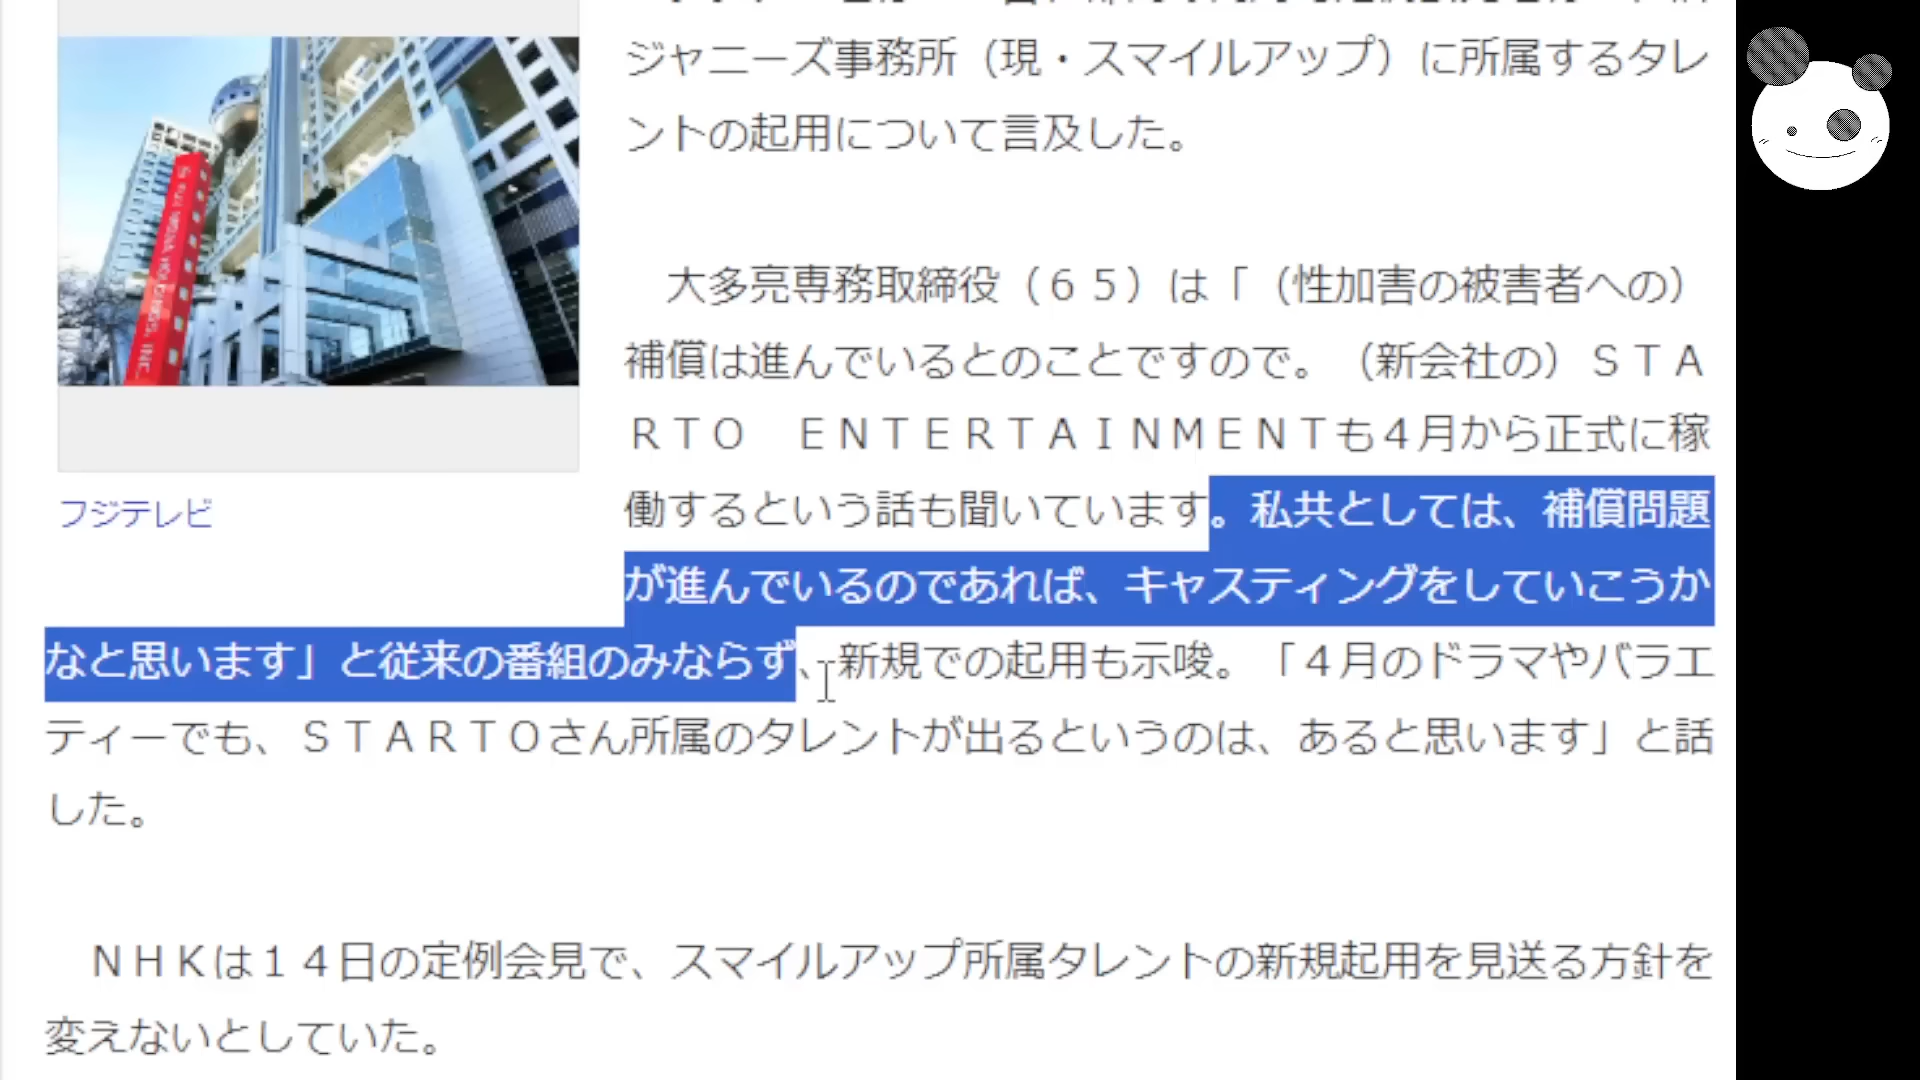 ジャニーズ事務所（現・スマイルアップ）に所属するタレ
ントの起用について言及した。
大多亮専務取締役（６５）は「（性加害の被害者への）
補償は進んでいるとのことですので。（新会社の）ＳＴＡ
ＲＴＯ　ＥＮＴＥＲＴＡＩＮＭＥＮＴも４月から正式に稼
働するという話も聞いています。私共としては、補償問題
が進んでいるのであれば、キャスティングをしていこうか
なと思います」と従来の番組のみならず、新規での起用も示唆。「４月のドラマやバラエ
ティーでも、ＳＴＡＲＴＯさん所属のタレントが出るというのは、あると思います」と話
した。
ＮＨＫは１４日の定例会見で、スマイルアップ所属タレントの新規起用を見送る方針を
変えないとしていた。
フジテレビ